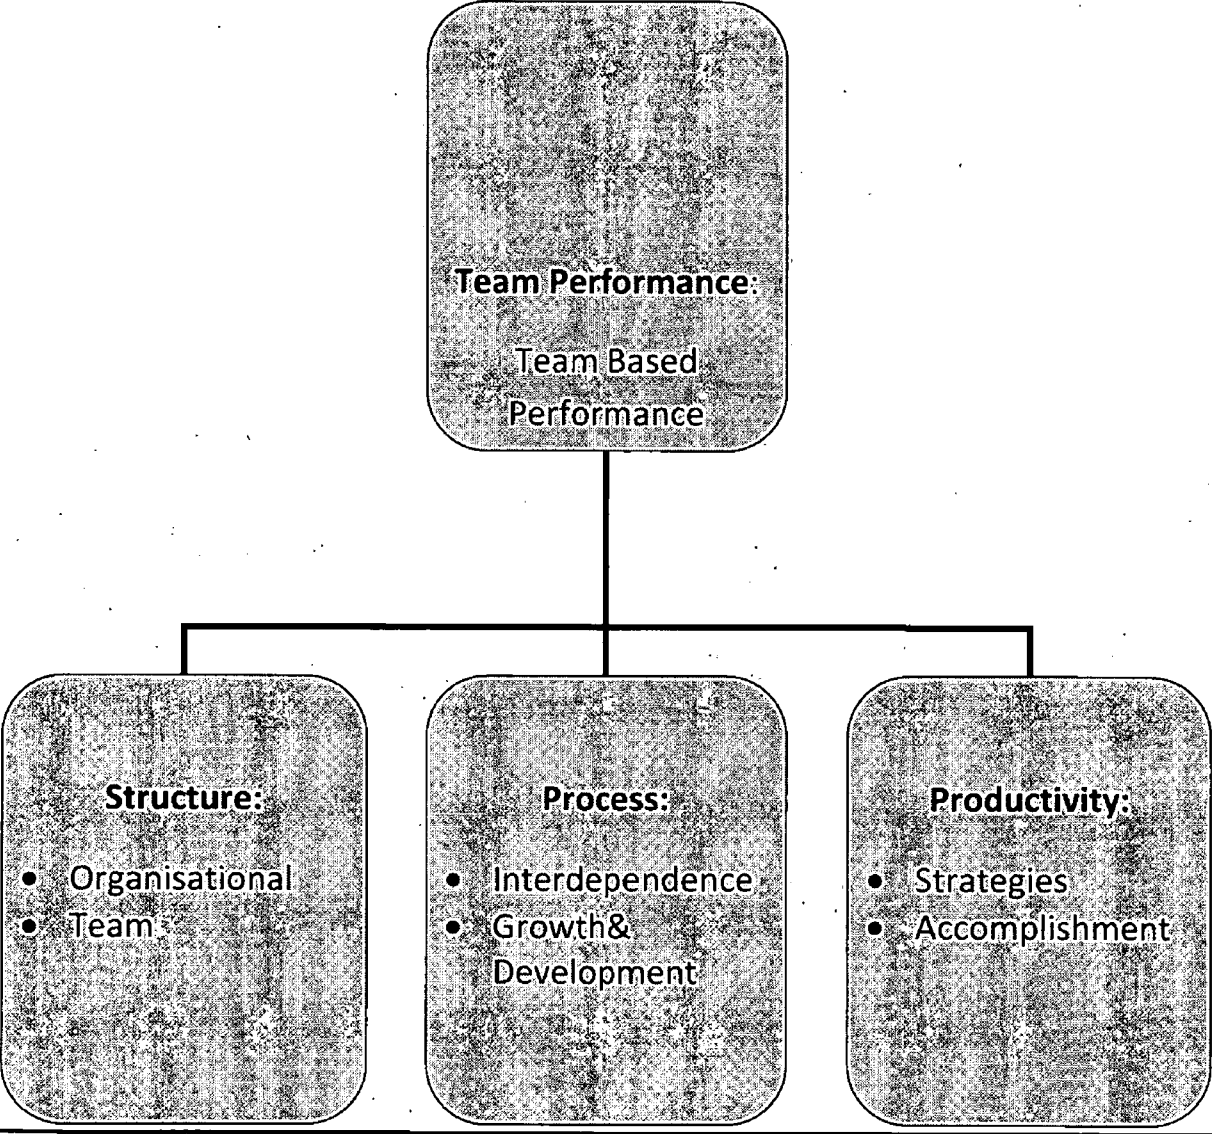 Team Performance:
Team Based
Performance
Structure:
• Organisational
• Team
Process:
• Interdependence
• Growth&
Development
Productivity:
• Strategies
• Accomplishment